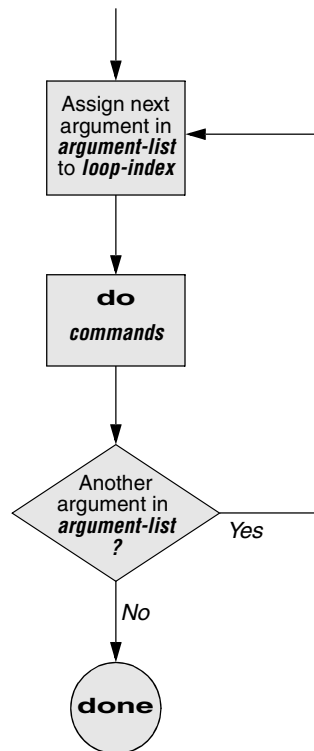 Assign next
argument in
argument-list
to loop-index
do
commands
Another
argument in
argument-list
?
Yes
No
done